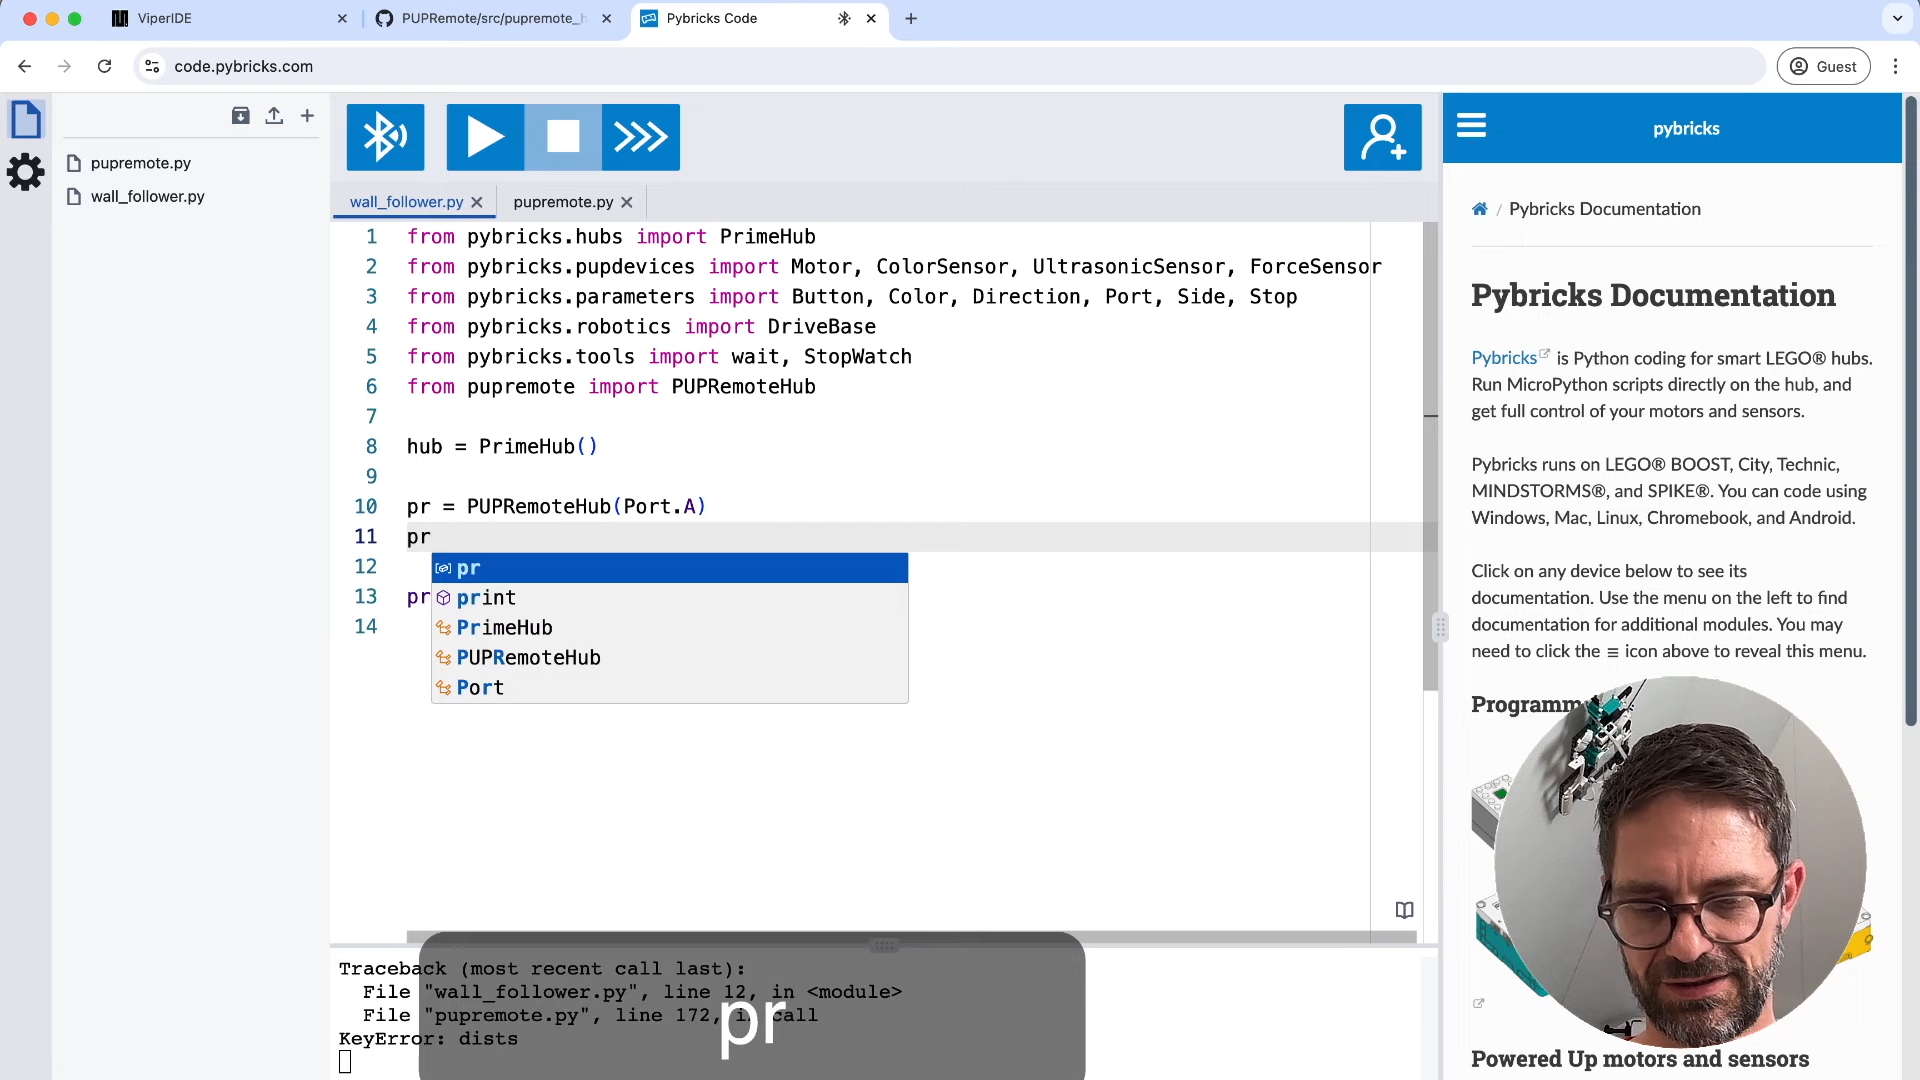 ViperIDE
PUPRemote/src/pupremote_h
Pybricks Code
code.pybricks.com
Guest
pupremote.py
wall_follower.py
wall_follower.py
pupremote.py
1 from pybricks.hubs import PrimeHub
2 from pybricks.pupdevices import Motor, ColorSensor, UltrasonicSensor, ForceSensor
3 from pybricks.parameters import Button, Color, Direction, Port, Side, Stop
4 from pybricks.robotics import DriveBase
5 from pybricks.tools import wait, StopWatch
6 from pupremote import PUPRemoteHub
7
8 hub = PrimeHub()
9
10 pr = PUPRemoteHub(Port.A)
11 pr
12
13 pr
14
pr
print
PrimeHub
PUPRemoteHub
Port
Traceback (most recent call last):
File "wall_follower.py", line 12, in <module>
File "pupremote.py", line 172, in call
KeyError: dists
pr
pybricks
/ Pybricks Documentation
Pybricks Documentation
Pybricks is Python coding for smart LEGO® hubs.
Run MicroPython scripts directly on the hub, and
get full control of your motors and sensors.
Pybricks runs on LEGO® BOOST, City, Technic,
MINDSTORMS®, and SPIKE®. You can code using
Windows, Mac, Linux, Chromebook, and Android.
Click on any device below to see its
documentation. Use the menu on the left to find
documentation for additional modules. You may
need to click the ≡ icon above to reveal this menu.
Programm
Powered Up motors and sensors